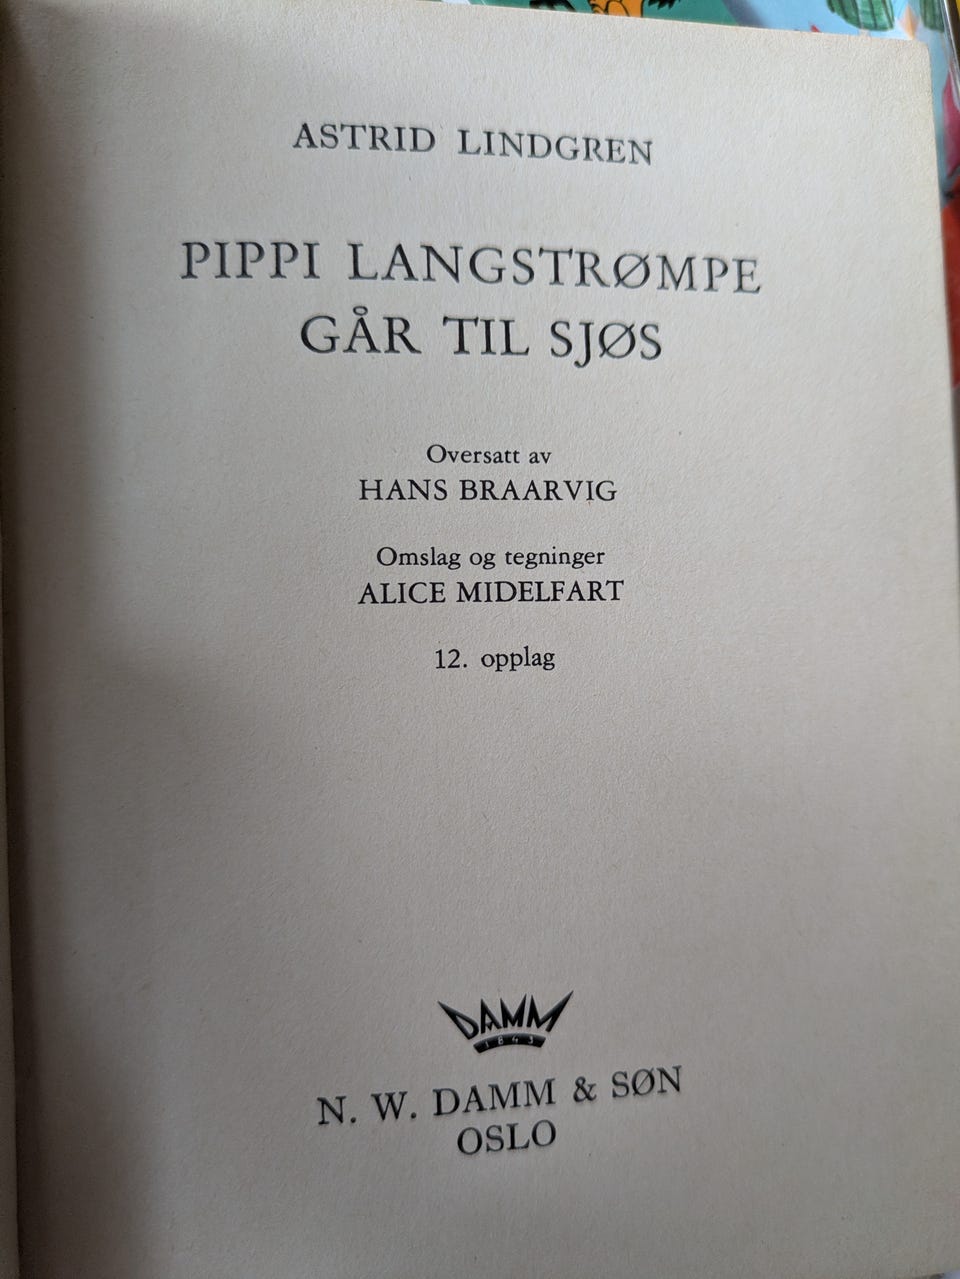 ASTRID LINDGREN
PIPPI LANGSTRØMPE
GÅR TIL SJØS
Oversatt av
HANS BRAARVIG
Omslag og tegninger
ALICE MIDELFART
12. opplag
DAMM
1843
N. W. DAMM & SØN
OSLO